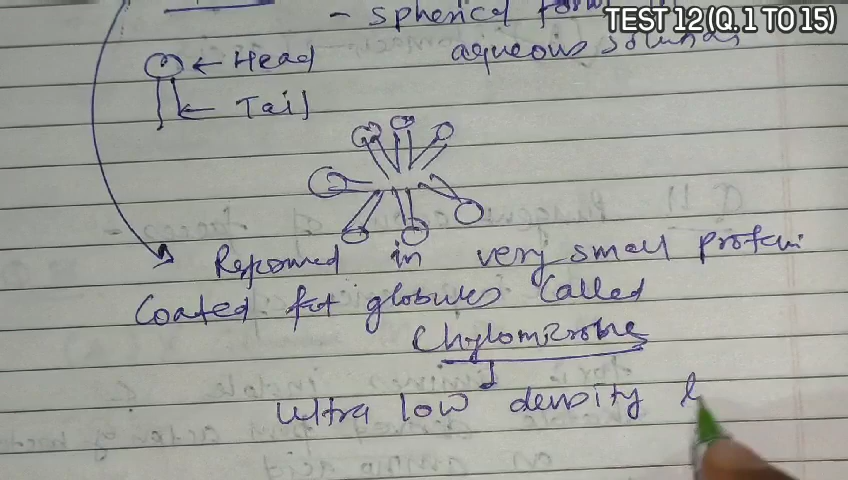 - spherical form
TEST 12 (Q. 1 TO 15)
← Head
aqueous
← Tail
Reformed in very small protein
Coated fat globules called
Chylomicrons
Ultra low density l